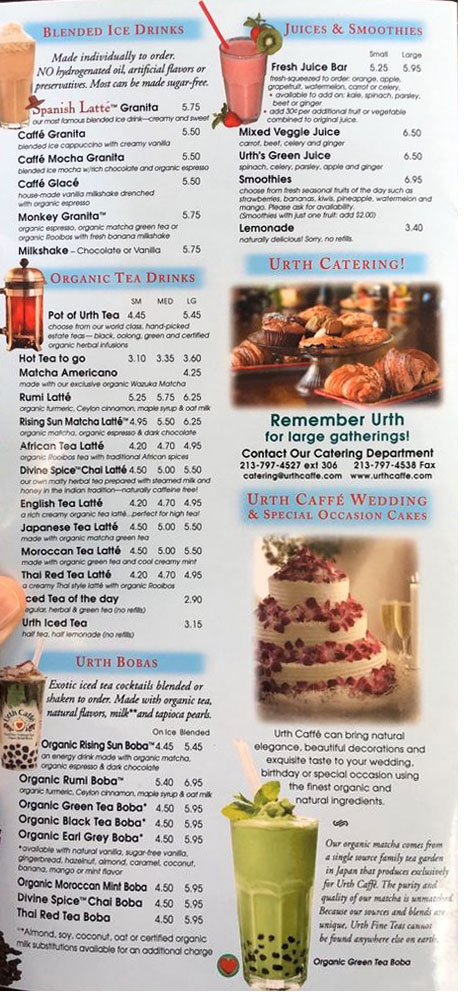 BLENDED ICE DRINKS
Made individually to order.
NO hydrogenated oil, artificial flavors or
preservatives. Most can be made sugar-free.
Spanish Latté™ Granita 5.75
our most famous blended ice drink—creamy and sweet
Caffé Granita 5.50
blended iced cappuccino with creamy vanilla
Caffé Mocha Granita 5.50
blended ice mocha w/rich chocolate and organic espresso
Caffé Glacé 5.50
house-made vanilla milkshake drenched
with organic espresso
Monkey Granita™ 5.75
organic espresso, organic matcha green tea or
organic Rooibos with fresh banana milkshake
Milkshake – Chocolate or Vanilla 5.75
ORGANIC TEA DRINKS
SM MED LG
Pot of Urth Tea 4.45 5.45
choose from our world class, hand-picked
estate teas— black, oolong, green and certified
organic herbal infusions
Hot Tea to go 3.10 3.35 3.60
Matcha Americano 4.25
made with our exclusive organic Wazuka Matcha
Rumi Latté 5.25 5.75 6.25
organic turmeric, Ceylon cinnamon, maple syrup & oat milk
Rising Sun Matcha Latté™ 4.95 5.50 6.25
organic matcha, organic espresso & dark chocolate
African Tea Latté 4.20 4.70 4.95
organic Rooibos tea with traditional African spices
Divine Spice™ Chai Latté 4.50 5.00 5.50
our own malty herbal tea prepared with steamed milk and
honey in the Indian tradition—naturally caffeine free!
English Tea Latté 4.20 4.70 4.95
a rich creamy organic tea latté...perfect for high tea!
Japanese Tea Latté 4.50 5.00 5.50
made with organic matcha green tea
Moroccan Tea Latté 4.50 5.00 5.50
made with organic green tea and cool creamy mint
Thai Red Tea Latté 4.20 4.70 4.95
a creamy Thai style latté with organic Rooibos
ced Tea of the day 2.90
egular, herbal & green tea (no refills)
Urth Iced Tea 3.15
half tea, half lemonade (no refills)
URTH BOBAS
Exotic iced tea cocktails blended or
shaken to order. Made with organic tea,
natural flavors, milk** and tapioca pearls.
On Ice Blended
Organic Rising Sun Boba™ 4.45 5.45
an energy drink made with organic matcha,
organic espresso & dark chocolate
Organic Rumi Boba™ 5.40 6.95
organic turmeric, Ceylon cinnamon, maple syrup & oat milk
Organic Green Tea Boba* 4.50 5.95
Organic Black Tea Boba* 4.50 5.95
Organic Earl Grey Boba* 4.50 5.95
*available with natural vanilla, sugar-free vanilla,
gingerbread, hazelnut, almond, caramel, coconut,
banana, mango or mint flavor
Organic Moroccan Mint Boba 4.50 5.95
Divine Spice™ Chai Boba 4.50 5.95
Thai Red Tea Boba 4.50 5.95
**Almond, soy, coconut, oat or certified organic
milk substitutions available for an additional charge
Urth Caffé
JUICES & SMOOTHIES
Small Large
Fresh Juice Bar 5.25 5.95
fresh-squeezed to order: orange, apple,
grapefruit, watermelon, carrot or celery.
• available to add on: kale, spinach, parsley,
beet or ginger
• add 30¢ per additional fruit or vegetable
combined to original juice.
Mixed Veggie Juice 6.50
carrot, beet, celery and ginger
Urth's Green Juice 6.50
spinach, celery, parsley, apple and ginger
Smoothies 6.95
choose from fresh seasonal fruits of the day such as
strawberries, bananas, kiwis, pineapple, watermelon and
mango. Please ask for availability.
(Smoothies with just one fruit: add $2.00)
Lemonade 3.40
naturally delicious! Sorry, no refills.
URTH CATERING!
Remember Urth
for large gatherings!
Contact Our Catering Department
213-797-4527 ext 306 213-797-4538 Fax
catering@urthcaffe.com www.urthcaffe.com
URTH CAFFÉ WEDDING
& SPECIAL OCCASION CAKES
Urth Caffé can bring natural
elegance, beautiful decorations and
exquisite taste to your wedding,
birthday or special occasion using
the finest organic and
natural ingredients.
Our organic matcha comes from
a single source family tea garden
in Japan that produces exclusively
for Urth Caffé. The purity and
quality of our matcha is unmatched.
Because our sources and blends are
unique, Urth Fine Teas cannot
be found anywhere else on earth.
Organic Green Tea Boba